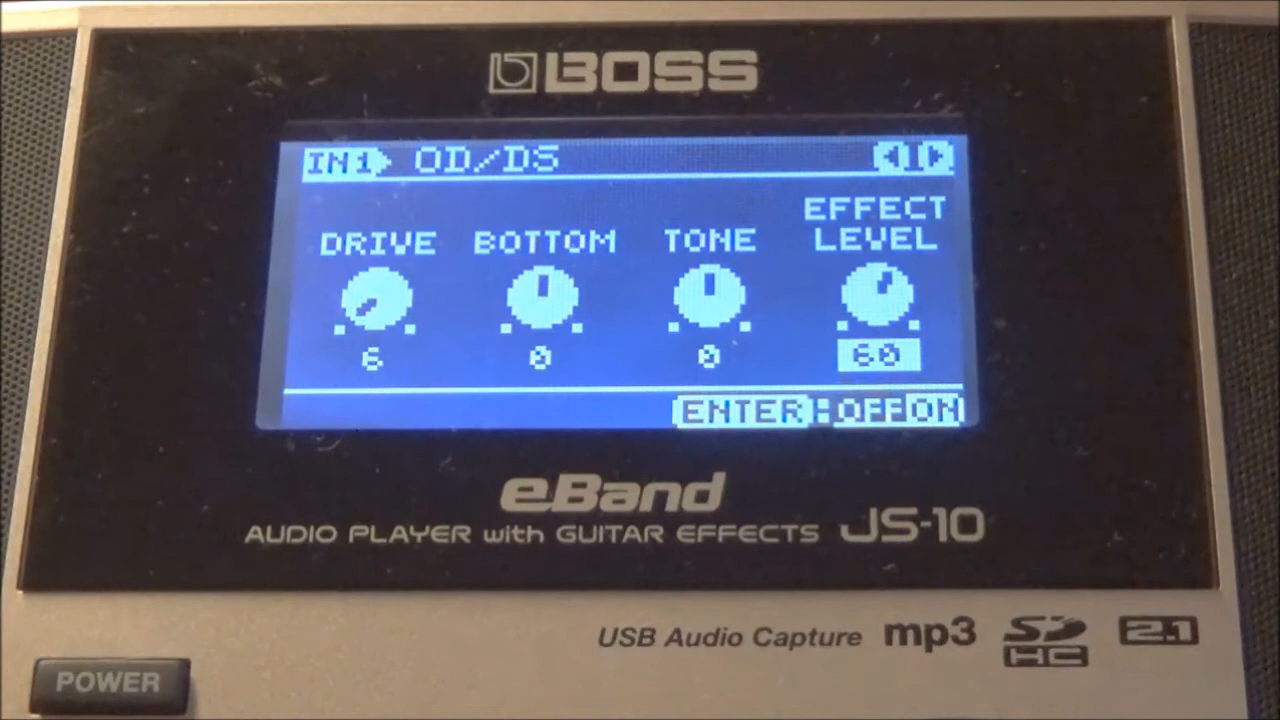 BOSS
IN1 OD/DS
EFFECT
DRIVE BOTTOM TONE LEVEL
6 0 0 60
ENTER:OFF ON
eBand
AUDIO PLAYER with GUITAR EFFECTS JS-10
USB Audio Capture mp3 SD HC 2.1
POWER